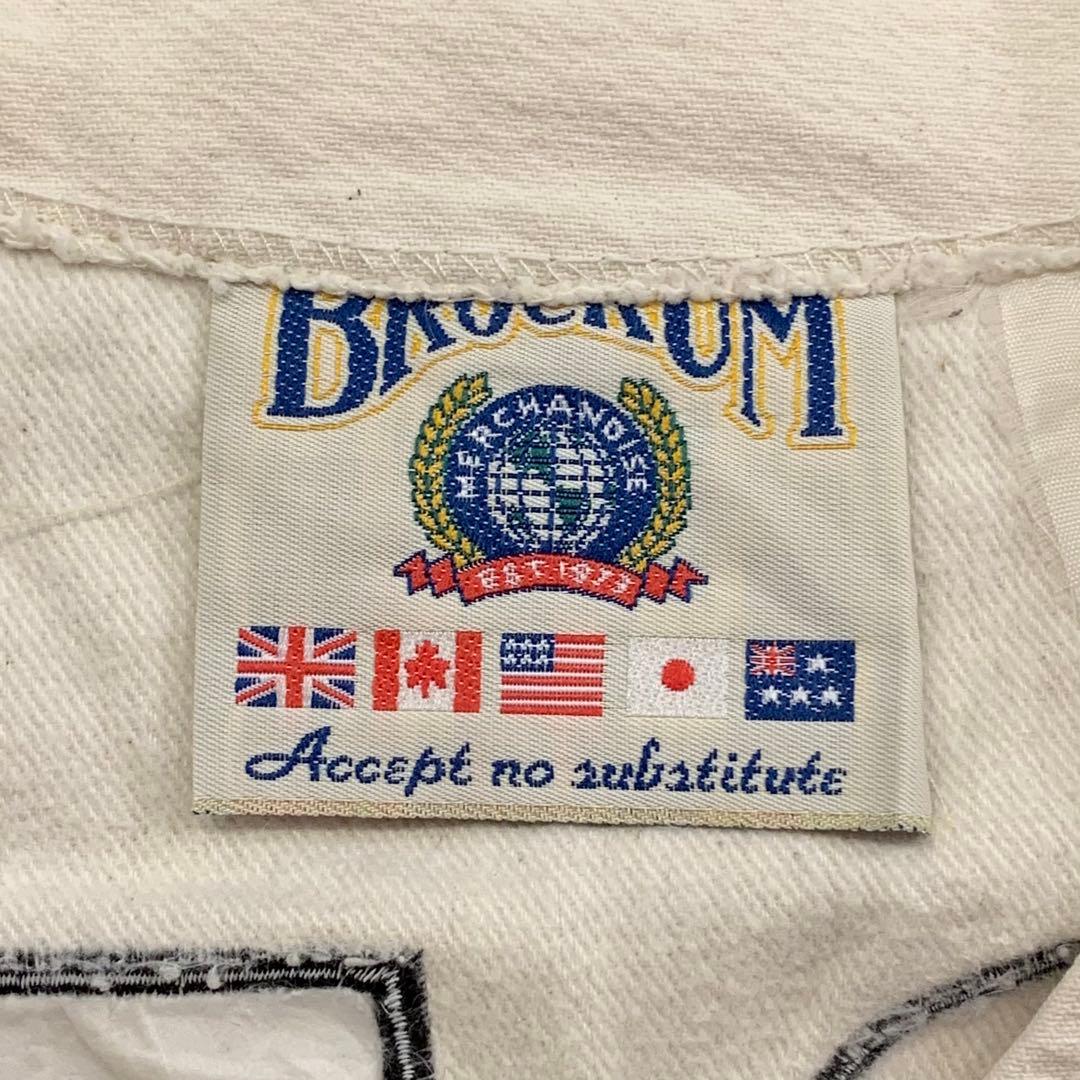 BROCKUM
MERCHANDISE
EST 1973
Accept no substitute